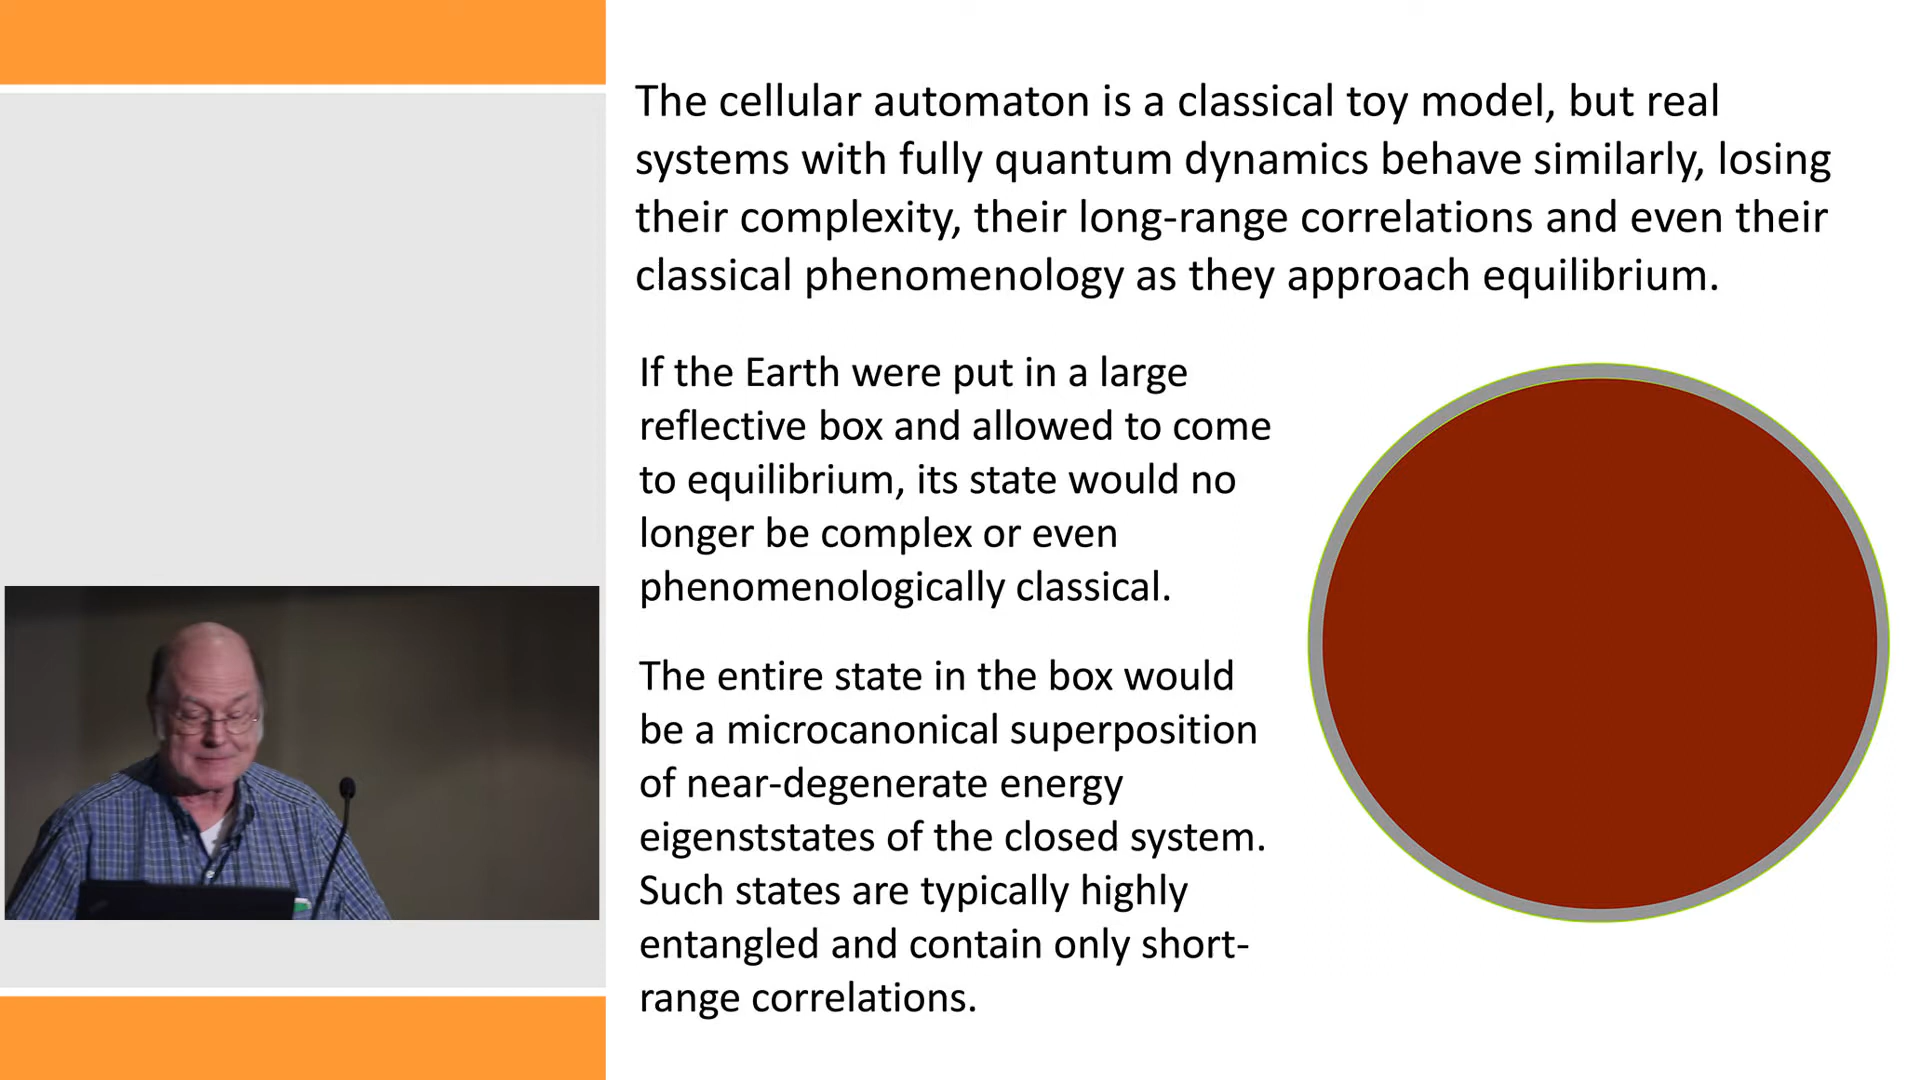 The cellular automaton is a classical toy model, but real
systems with fully quantum dynamics behave similarly, losing
their complexity, their long-range correlations and even their
classical phenomenology as they approach equilibrium.
If the Earth were put in a large
reflective box and allowed to come
to equilibrium, its state would no
longer be complex or even
phenomenologically classical.
The entire state in the box would
be a microcanonical superposition
of near-degenerate energy
eigenststates of the closed system.
Such states are typically highly
entangled and contain only short-
range correlations.